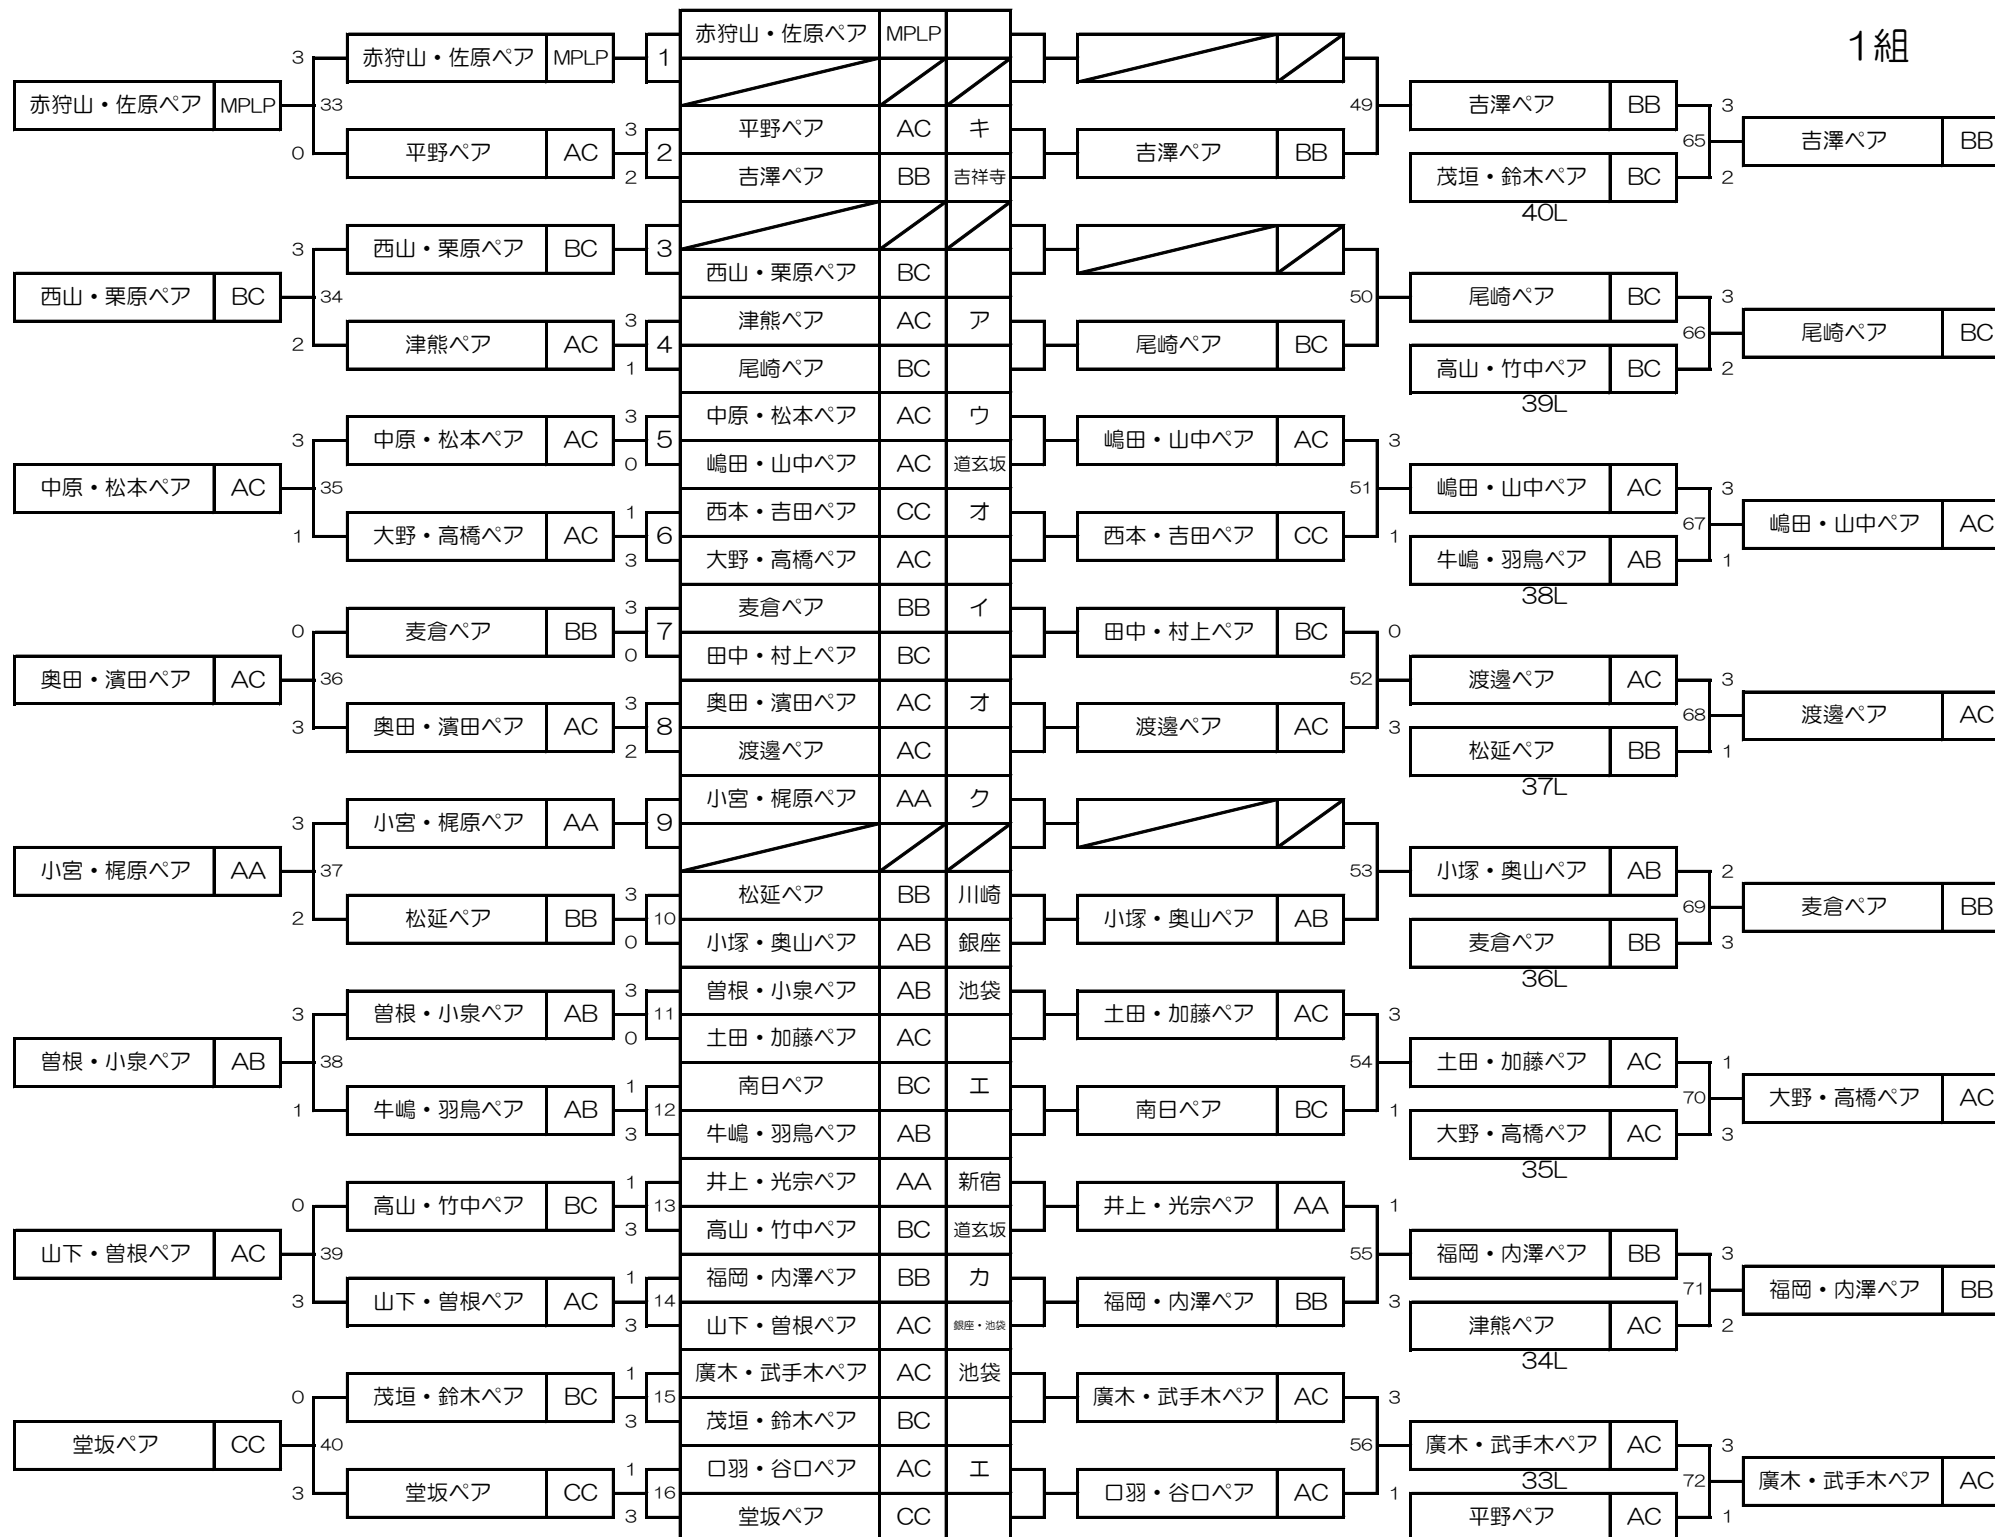 1組
赤狩山・佐原ペア MPLP
3 赤狩山・佐原ペア MPLP 1
赤狩山・佐原ペア MPLP 33 49 吉澤ペア BB 3
平野ペア AC キ
0 平野ペア AC 3 2 2 吉澤ペア BB 65 吉澤ペア BB
吉澤ペア BB 吉祥寺 茂垣・鈴木ペア BC 2
40L
3 西山・栗原ペア BC 3
西山・栗原ペア BC
西山・栗原ペア BC 34 50 尾崎ペア BC 3
津熊ペア AC ア
2 津熊ペア AC 3 4 1 尾崎ペア BC 66 尾崎ペア BC
尾崎ペア BC 高山・竹中ペア BC 2
39L
中原・松本ペア AC ウ
3 中原・松本ペア AC 3 5 0 嶋田・山中ペア AC 3
嶋田・山中ペア AC 道玄坂
中原・松本ペア AC 35 51 嶋田・山中ペア AC 3
西本・吉田ペア CC オ
1 大野・高橋ペア AC 1 6 3 西本・吉田ペア CC 1 67 嶋田・山中ペア AC
大野・高橋ペア AC 牛嶋・羽鳥ペア AB 1
38L
麦倉ペア BB イ
0 麦倉ペア BB 3 7 0 田中・村上ペア BC 0
田中・村上ペア BC
奥田・濱田ペア AC 36 52 渡邊ペア AC 3
奥田・濱田ペア AC オ
3 奥田・濱田ペア AC 3 8 2 渡邊ペア AC 3 68 渡邊ペア AC
渡邊ペア AC 松延ペア BB 1
37L
小宮・梶原ペア AA ク
3 小宮・梶原ペア AA 9
小宮・梶原ペア AA 37 53 小塚・奥山ペア AB 2
松延ペア BB 川崎
2 松延ペア BB 3 10 0 小塚・奥山ペア AB 69 麦倉ペア BB
小塚・奥山ペア AB 銀座 麦倉ペア BB 3
36L
曽根・小泉ペア AB 池袋
3 曽根・小泉ペア AB 3 11 0 土田・加藤ペア AC 3
土田・加藤ペア AC
曽根・小泉ペア AB 38 54 土田・加藤ペア AC 1
南日ペア BC エ
1 牛嶋・羽鳥ペア AB 1 12 3 南日ペア BC 1 70 大野・高橋ペア AC
牛嶋・羽鳥ペア AB 大野・高橋ペア AC 3
35L
井上・光宗ペア AA 新宿
0 高山・竹中ペア BC 1 13 3 井上・光宗ペア AA 1
高山・竹中ペア BC 道玄坂
山下・曽根ペア AC 39 55 福岡・内澤ペア BB 3
福岡・内澤ペア BB カ
3 山下・曽根ペア AC 1 14 3 福岡・内澤ペア BB 3 71 福岡・内澤ペア BB
山下・曽根ペア AC 銀座・池袋 津熊ペア AC 2
34L
廣木・武手木ペア AC 池袋
0 茂垣・鈴木ペア BC 1 15 3 廣木・武手木ペア AC 3
茂垣・鈴木ペア BC
堂坂ペア CC 40 56 廣木・武手木ペア AC 3
口羽・谷口ペア AC エ 33L
3 堂坂ペア CC 1 16 3 口羽・谷口ペア AC 1 72 廣木・武手木ペア AC
堂坂ペア CC 平野ペア AC 1